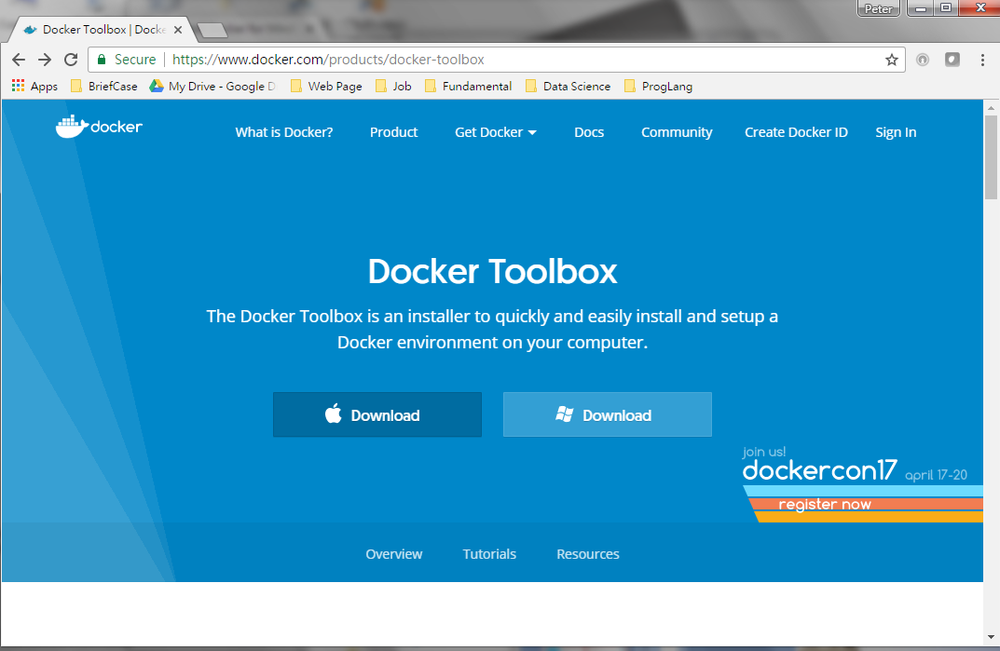 Peter
Docker Toolbox | Docke
Secure https://www.docker.com/products/docker-toolbox
Apps BriefCase My Drive - Google D Web Page Job Fundamental Data Science ProgLang
docker What is Docker? Product Get Docker Docs Community Create Docker ID Sign In
Docker Toolbox
The Docker Toolbox is an installer to quickly and easily install and setup a
Docker environment on your computer.
Download Download
join us!
dockercon17 april 17-20
register now
Overview Tutorials Resources